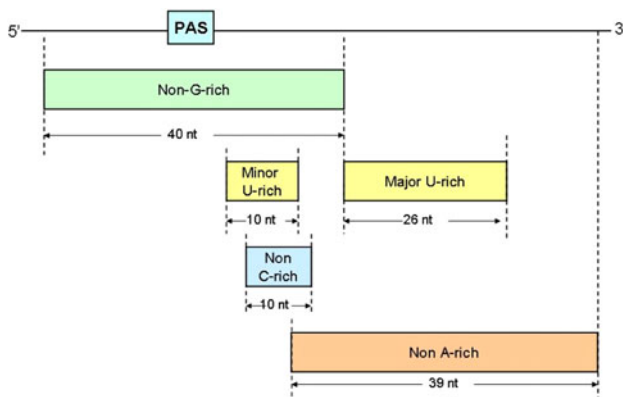 5' PAS 3'
Non-G-rich
40 nt
Minor
U-rich
Major U-rich
10 nt
26 nt
Non
C-rich
10 nt
Non A-rich
39 nt